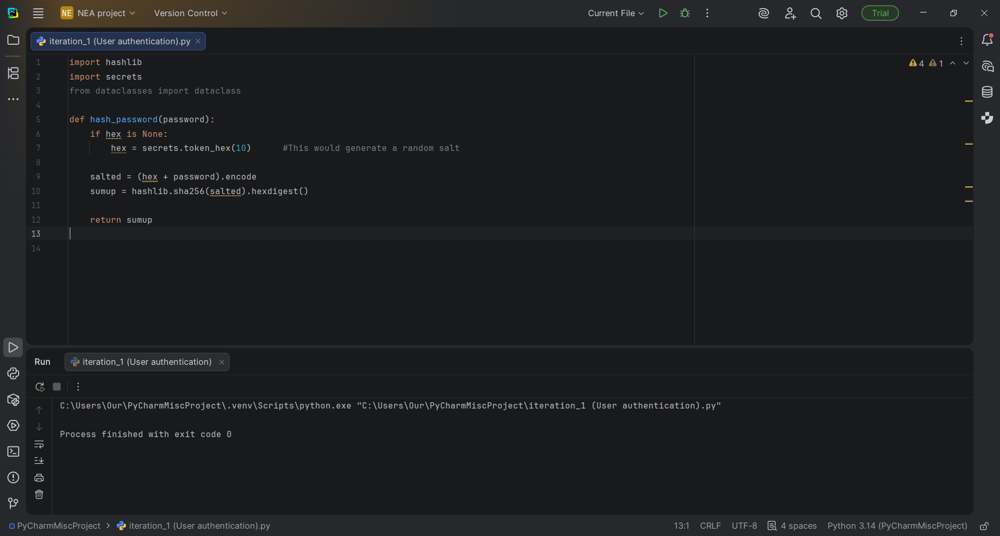 NE NEA project Version Control Current File Trial
iteration_1 (User authentication).py
4 1
1 import hashlib
2 import secrets
3 from dataclasses import dataclass
4
5 def hash_password(password):
6 if hex is None:
7 hex = secrets.token_hex(10) #This would generate a random salt
8
9 salted = (hex + password).encode
10 sumup = hashlib.sha256(salted).hexdigest()
11
12 return sumup
13
14
Run iteration_1 (User authentication)
C:\Users\Our\PyCharmMiscProject\.venv\Scripts\python.exe "C:\Users\Our\PyCharmMiscProject\iteration_1 (User authentication).py"
Process finished with exit code 0
PyCharmMiscProject iteration_1 (User authentication).py 13:1 CRLF UTF-8 4 spaces Python 3.14 (PyCharmMiscProject)